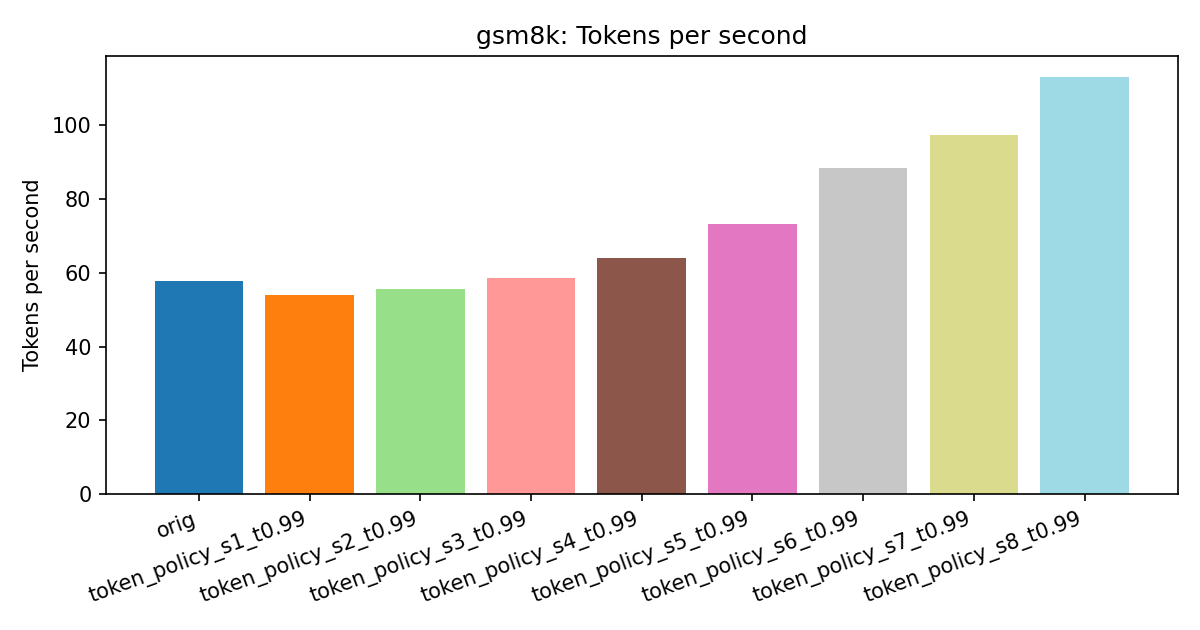 gsm8k: Tokens per second
Tokens per second
100
80
60
40
20
0
orig
token_policy_s1_t0.99
token_policy_s2_t0.99
token_policy_s3_t0.99
token_policy_s4_t0.99
token_policy_s5_t0.99
token_policy_s6_t0.99
token_policy_s7_t0.99
token_policy_s8_t0.99